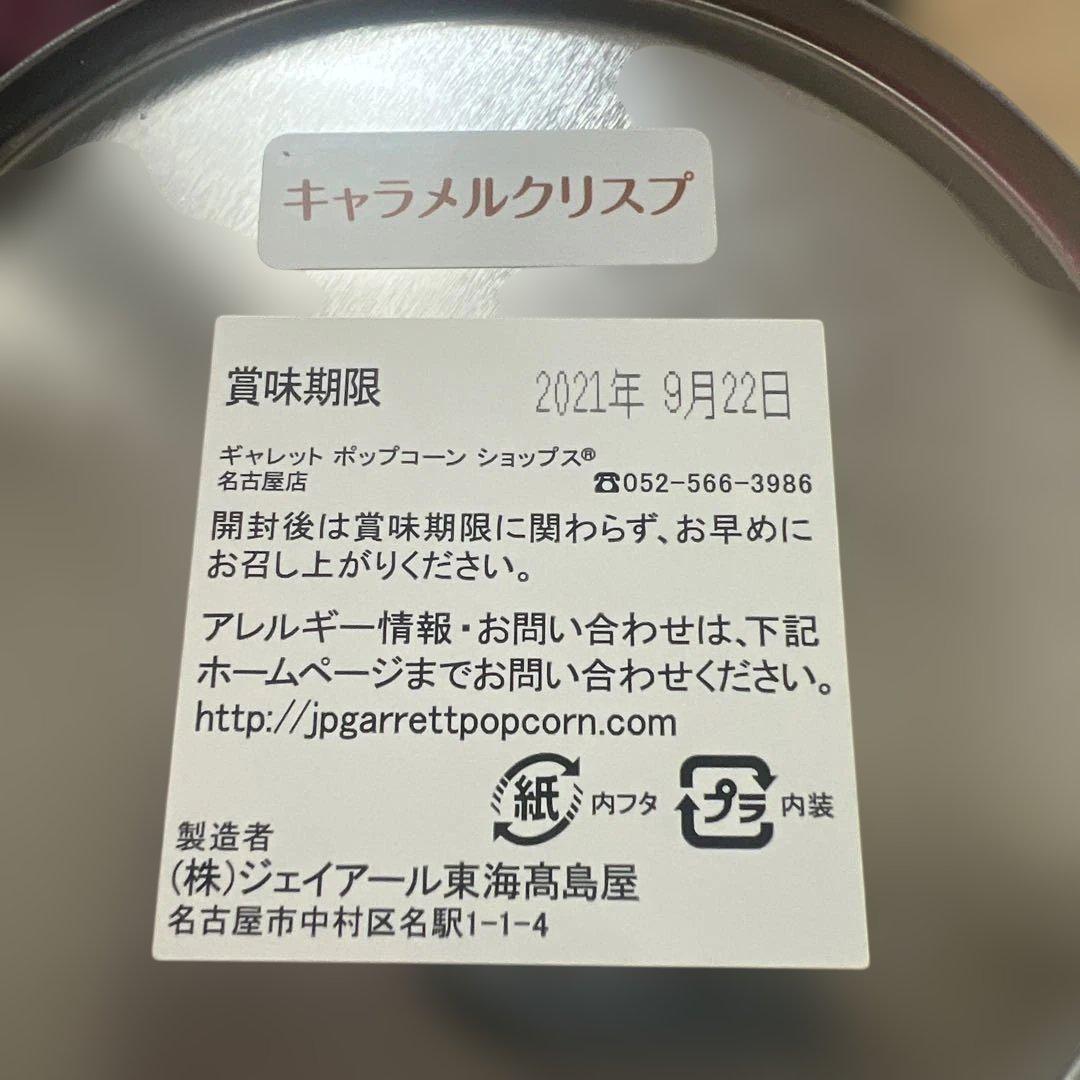 キャラメルクリスプ
賞味期限 2021年 9月22日
ギャレット ポップコーン ショップス®
名古屋店 ☎052-566-3986
開封後は賞味期限に関わらず、お早めに
お召し上がりください。
アレルギー情報・お問い合わせは、下記
ホームページまでお問い合わせください。
http://jpgarrettpopcorn.com
紙 内フタ プラ 内装
製造者
(株)ジェイアール東海髙島屋
名古屋市中村区名駅1-1-4